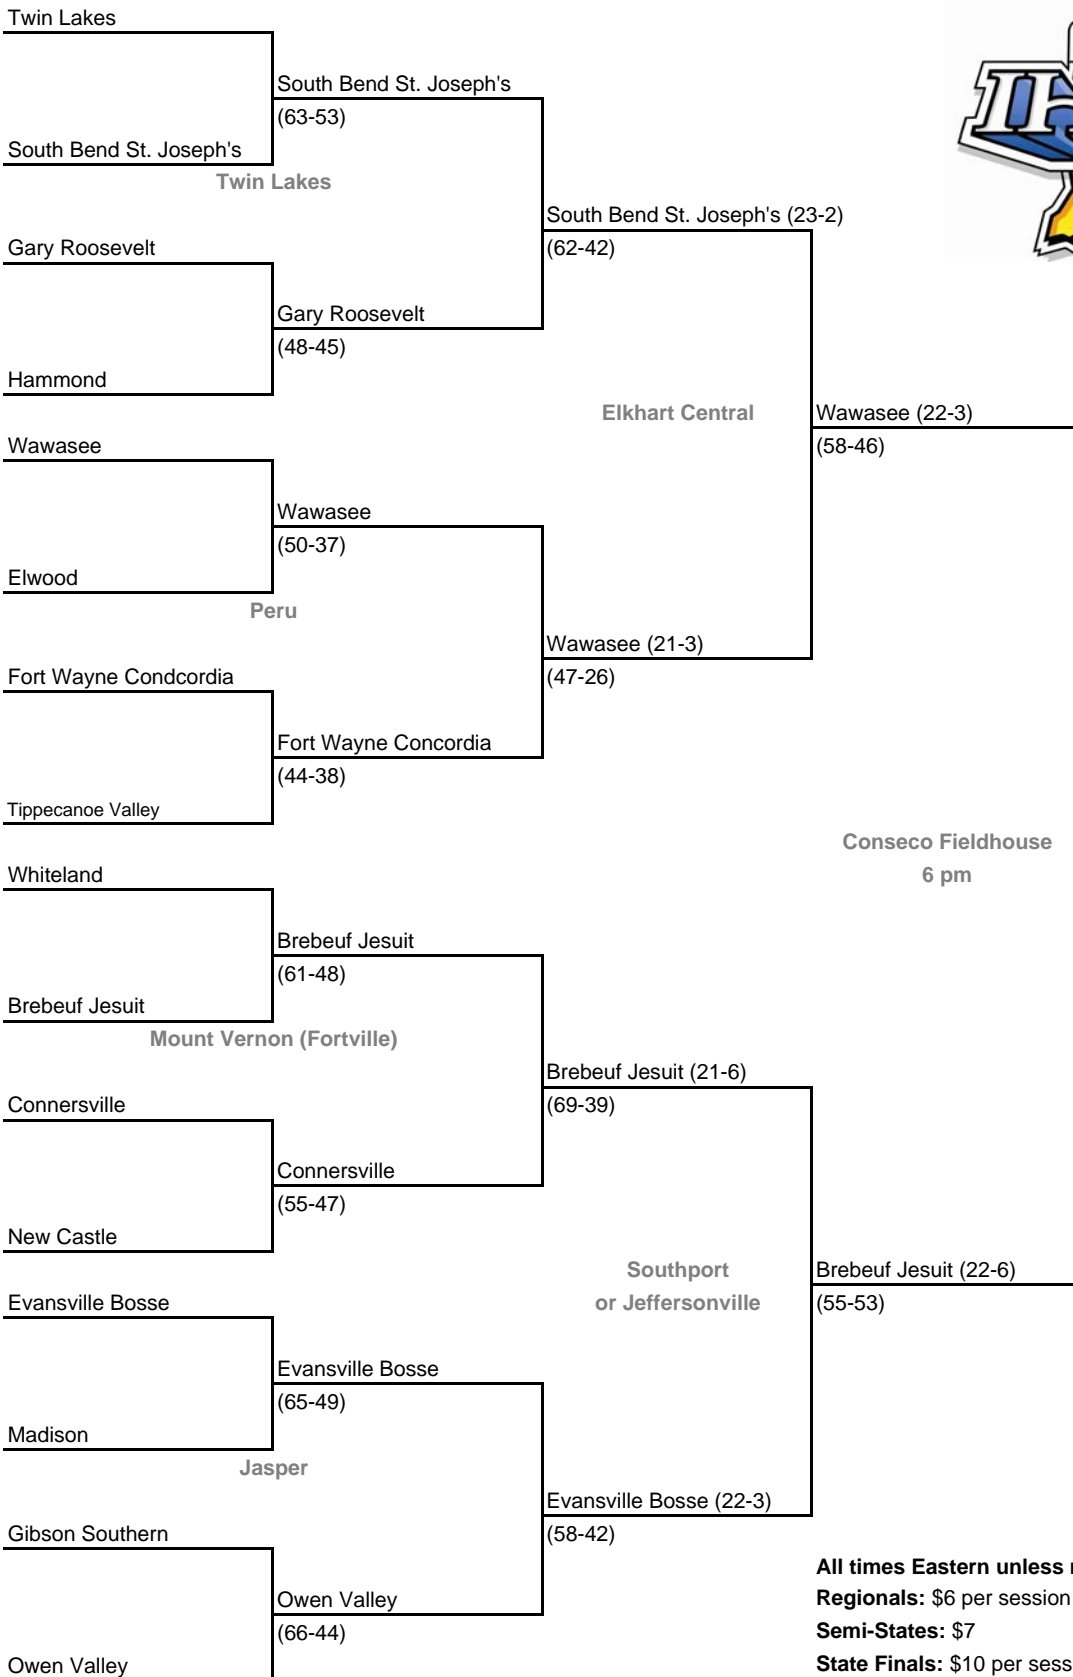 Twin Lakes
South Bend St. Joseph's
(63-53)
South Bend St. Joseph's
Twin Lakes
South Bend St. Joseph's (23-2)
Gary Roosevelt
(62-42)
Gary Roosevelt
(48-45)
Hammond
Elkhart Central
Wawasee (22-3)
Wawasee
(58-46)
Wawasee
(50-37)
Elwood
Peru
Wawasee (21-3)
Fort Wayne Condcordia
(47-26)
Fort Wayne Concordia
(44-38)
Tippecanoe Valley
Conseco Fieldhouse
Whiteland
6 pm
Brebeuf Jesuit
(61-48)
Brebeuf Jesuit
Mount Vernon (Fortville)
Brebeuf Jesuit (21-6)
Connersville
(69-39)
Connersville
(55-47)
New Castle
Southport
Brebeuf Jesuit (22-6)
Evansville Bosse
or Jeffersonville
(55-53)
Evansville Bosse
(65-49)
Madison
Jasper
Evansville Bosse (22-3)
Gibson Southern
(58-42)
All times Eastern unless
Owen Valley
Regionals: $6 per session
(66-44)
Semi-States: $7
Owen Valley
State Finals: $10 per